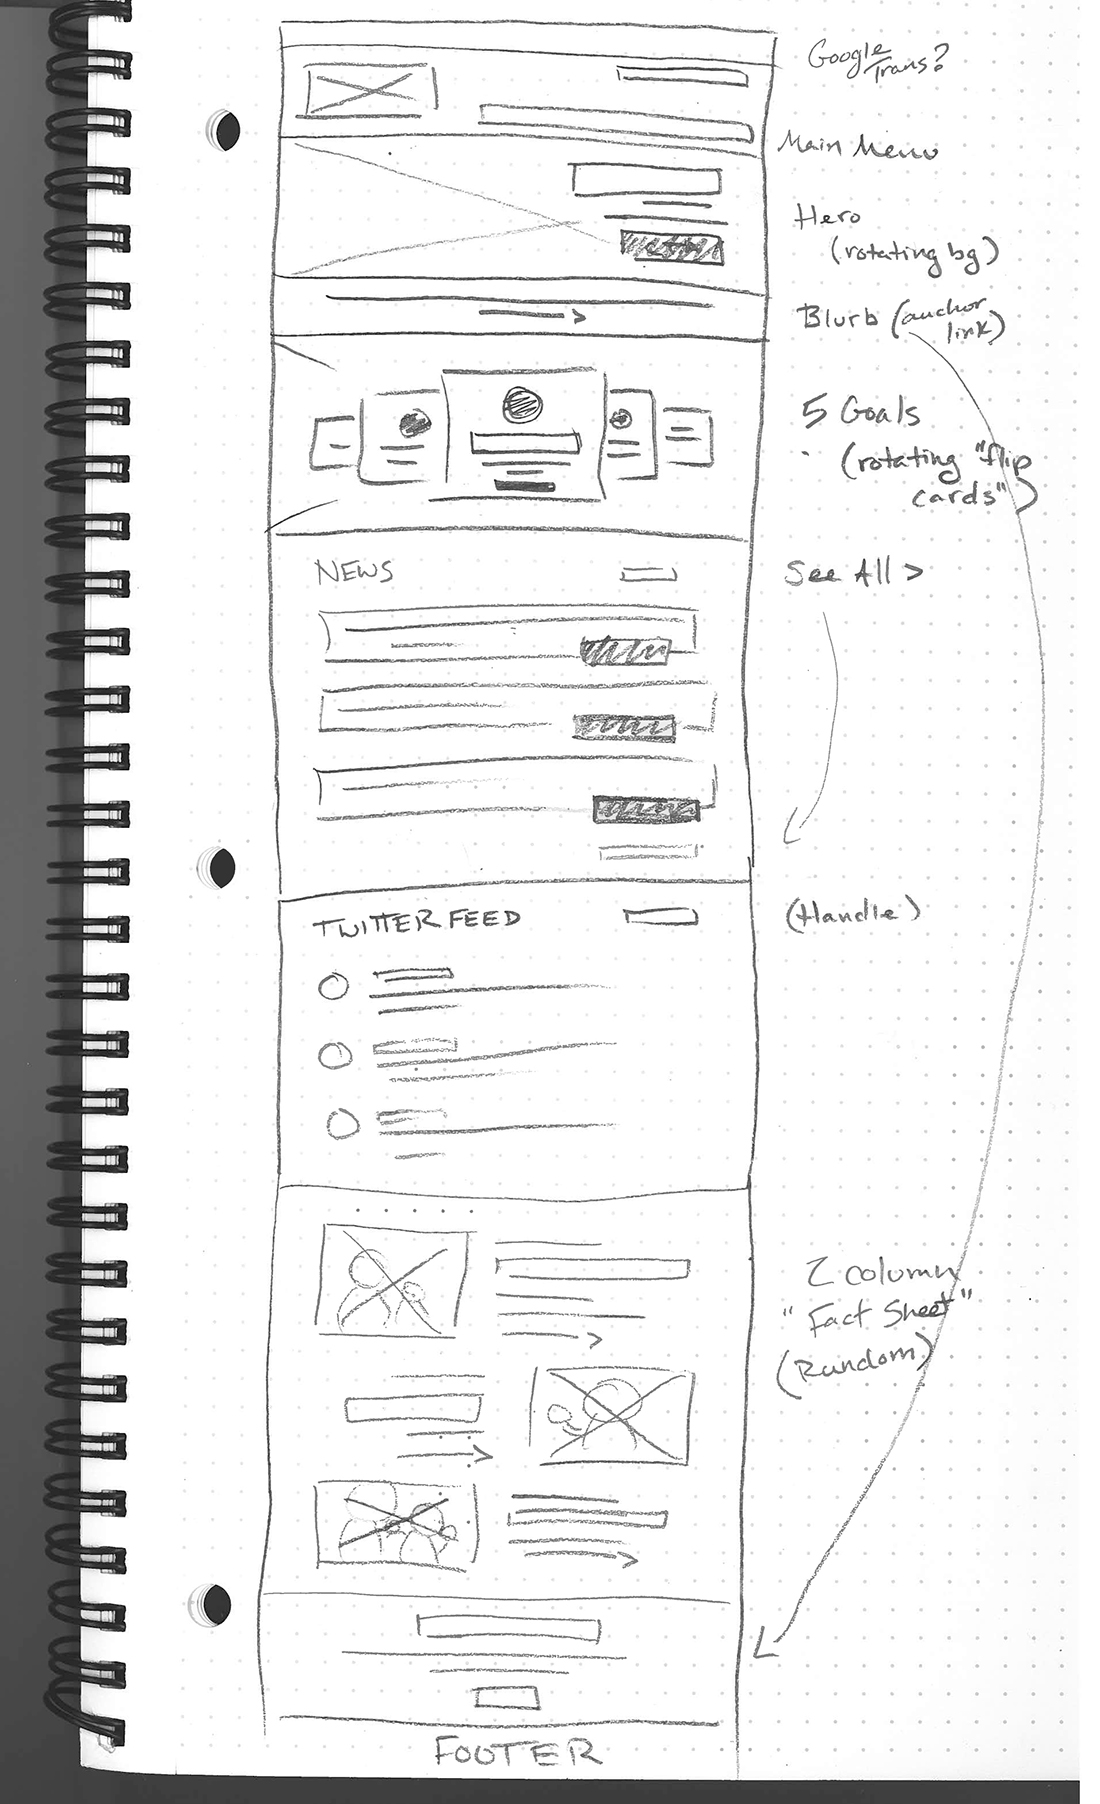 Google
Trans?
Main Menu
Hero
(rotating bg)
Blurb (anchor
link)
5 Goals
(rotating "flip
cards")
NEWS
See All >
TWITTER FEED
(Handle)
2 column
"Fact Sheet"
(Random)
FOOTER